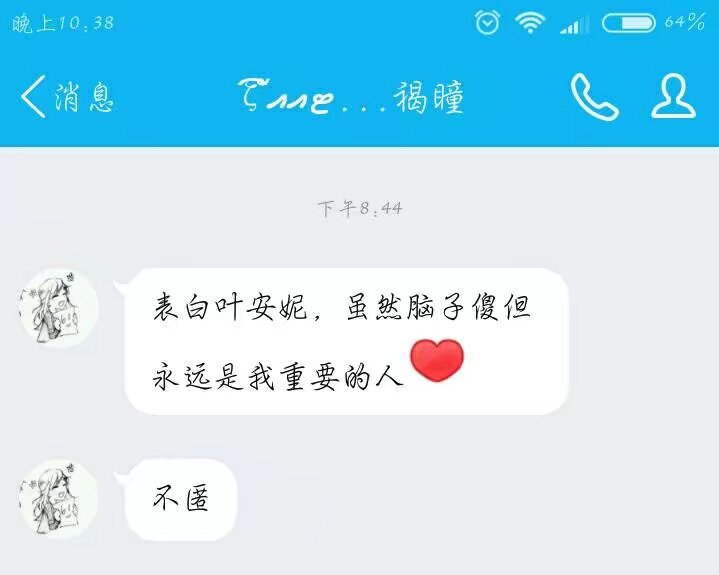 晚上10:38
64%
消息
...褐瞳
下午8:44
表白叶安妮，虽然脑子傻但
永远是我重要的人
不匿